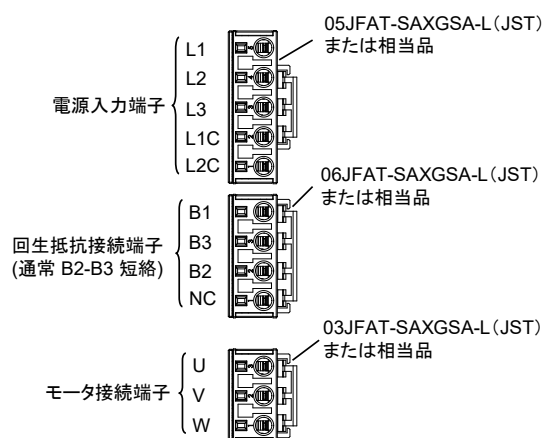 05JFAT-SAXGSA-L(JST)
または相当品
電源入力端子
L1
L2
L3
L1C
L2C
06JFAT-SAXGSA-L(JST)
または相当品
回生抵抗接続端子
(通常 B2-B3 短絡)
B1
B3
B2
NC
03JFAT-SAXGSA-L(JST)
または相当品
モータ接続端子
U
V
W